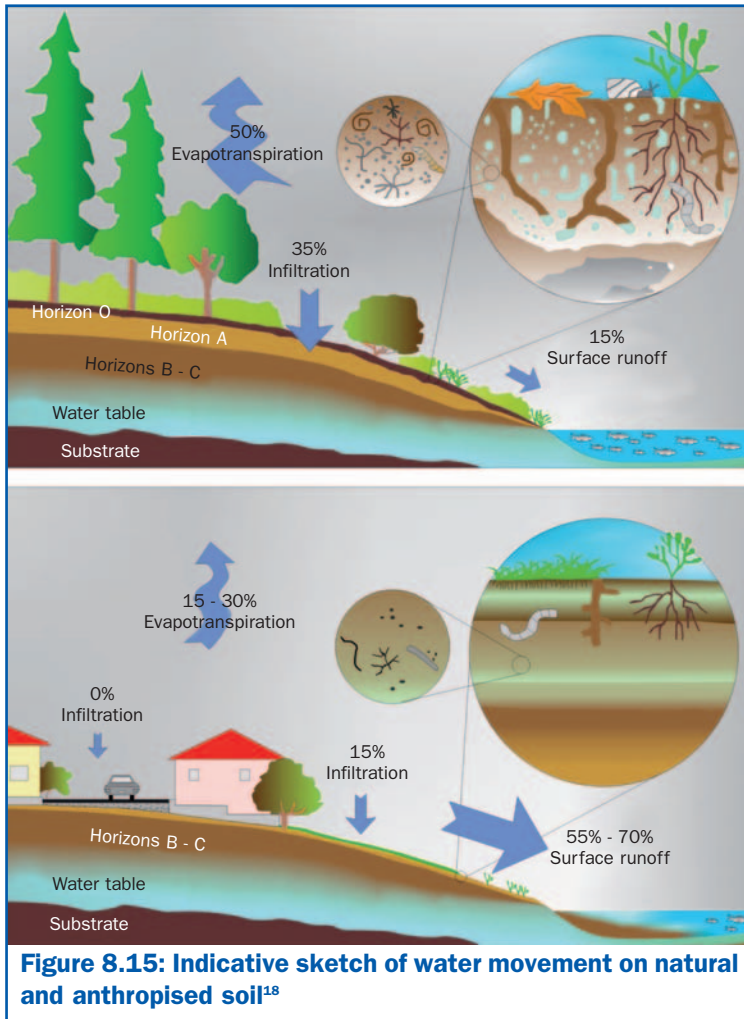 50%
Evapotranspiration
35%
Infiltration
15%
Surface runoff
Horizon O
Horizon A
Horizons B - C
Water table
Substrate
15 - 30%
Evapotranspiration
0%
Infiltration
15%
Infiltration
55% - 70%
Surface runoff
Horizons B - C
Water table
Substrate
Figure 8.15: Indicative sketch of water movement on natural
and anthropised soil¹⁸